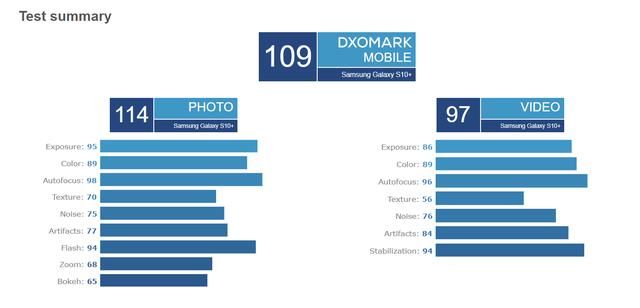 Test summary
109
DXOMARK
MOBILE
Samsung Galaxy S10+
114
PHOTO
Samsung Galaxy S10+
Exposure: 95
Color: 89
Autofocus: 98
Texture: 70
Noise: 75
Artifacts: 77
Flash: 94
Zoom: 68
Bokeh: 65
97
VIDEO
Samsung Galaxy S10+
Exposure: 86
Color: 89
Autofocus: 96
Texture: 56
Noise: 76
Artifacts: 84
Stabilization: 94